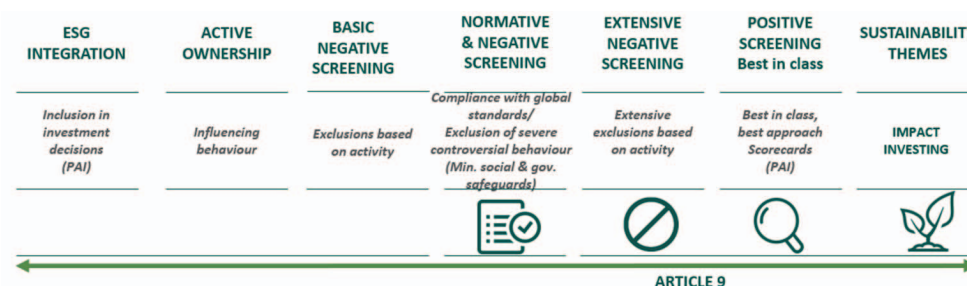 ESG
INTEGRATION
Inclusion in
investment
decisions
(PAI)
ACTIVE
OWNERSHIP
Influencing
behaviour
BASIC
NEGATIVE
SCREENING
Exclusions based
on activity
NORMATIVE
& NEGATIVE
SCREENING
Compliance with global
standards/
Exclusion of severe
controversial behaviour
(Min. social & gov.
safeguards)
EXTENSIVE
NEGATIVE
SCREENING
Extensive
exclusions based
on activity
POSITIVE
SCREENING
Best in class
Best in class,
best approach
Scorecards
(PAI)
SUSTAINABILIT
THEMES
IMPACT
INVESTING
ARTICLE 9